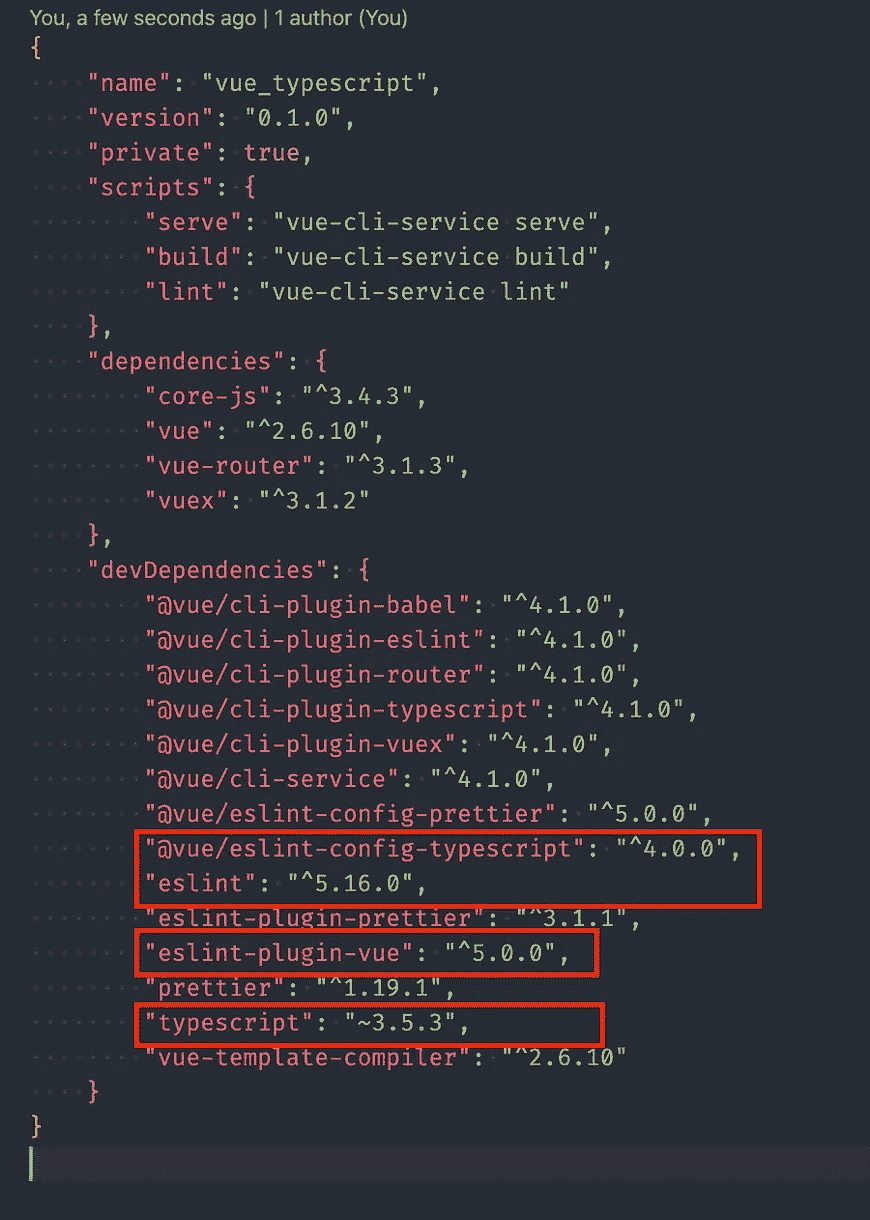 You, a few seconds ago | 1 author (You)
{
"name": "vue_typescript",
"version": "0.1.0",
"private": true,
"scripts": {
"serve": "vue-cli-service serve",
"build": "vue-cli-service build",
"lint": "vue-cli-service lint"
},
"dependencies": {
"core-js": "^3.4.3",
"vue": "^2.6.10",
"vue-router": "^3.1.3",
"vuex": "^3.1.2"
},
"devDependencies": {
"@vue/cli-plugin-babel": "^4.1.0",
"@vue/cli-plugin-eslint": "^4.1.0",
"@vue/cli-plugin-router": "^4.1.0",
"@vue/cli-plugin-typescript": "^4.1.0",
"@vue/cli-plugin-vuex": "^4.1.0",
"@vue/cli-service": "^4.1.0",
"@vue/eslint-config-prettier": "^5.0.0",
"@vue/eslint-config-typescript": "^4.0.0",
"eslint": "^5.16.0",
"eslint-plugin-prettier": "^3.1.1",
"eslint-plugin-vue": "^5.0.0",
"prettier": "^1.19.1",
"typescript": "~3.5.3",
"vue-template-compiler": "^2.6.10"
}
}